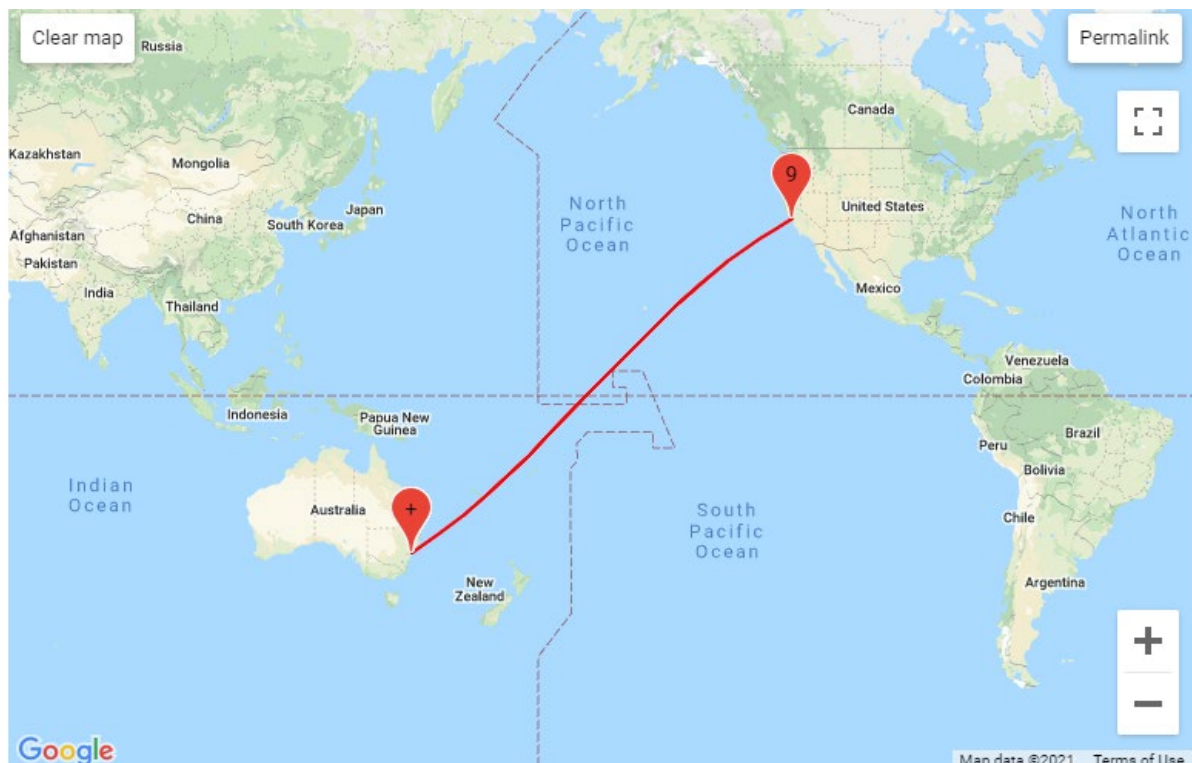 Clear map
Permalink
Russia
Canada
Kazakhstan
Mongolia
9
China
South Korea
Japan
North
Pacific
Ocean
United States
North
Atlantic
Ocean
Afghanistan
Pakistan
India
Thailand
Mexico
Venezuela
Colombia
Indonesia
Papua New
Guinea
Peru
Brazil
Bolivia
Indian
Ocean
Australia
+
South
Pacific
Ocean
Chile
New
Zealand
Argentina
+
−
Google
Map data ©2021 Terms of Use